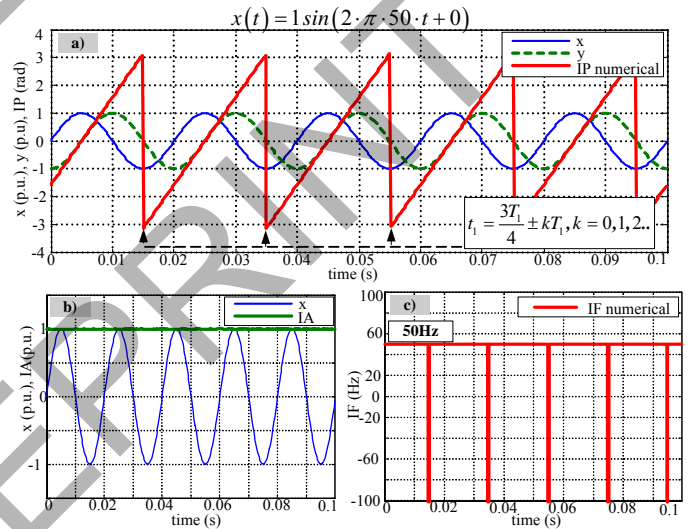 x(t) = 1 sin(2·π·50·t+0)
a)
x
y
IP numerical
x (p.u.), y (p.u), IP (rad)
4
3
2
1
0
-1
-2
-3
-4
t₁ = 3T₁/4 ± kT₁, k = 0,1,2..
0 0.01 0.02 0.03 0.04 0.05 0.06 0.07 0.08 0.09 0.1
time (s)
b)
x
IA
x (p.u.), IA(p.u.)
1
0
-1
0 0.02 0.04 0.06 0.08 0.1
time (s)
c)
IF numerical
50Hz
IF (Hz)
100
60
20
0
-20
-60
-100
0 0.02 0.04 0.06 0.08 0.1
time (s)
EPRINT